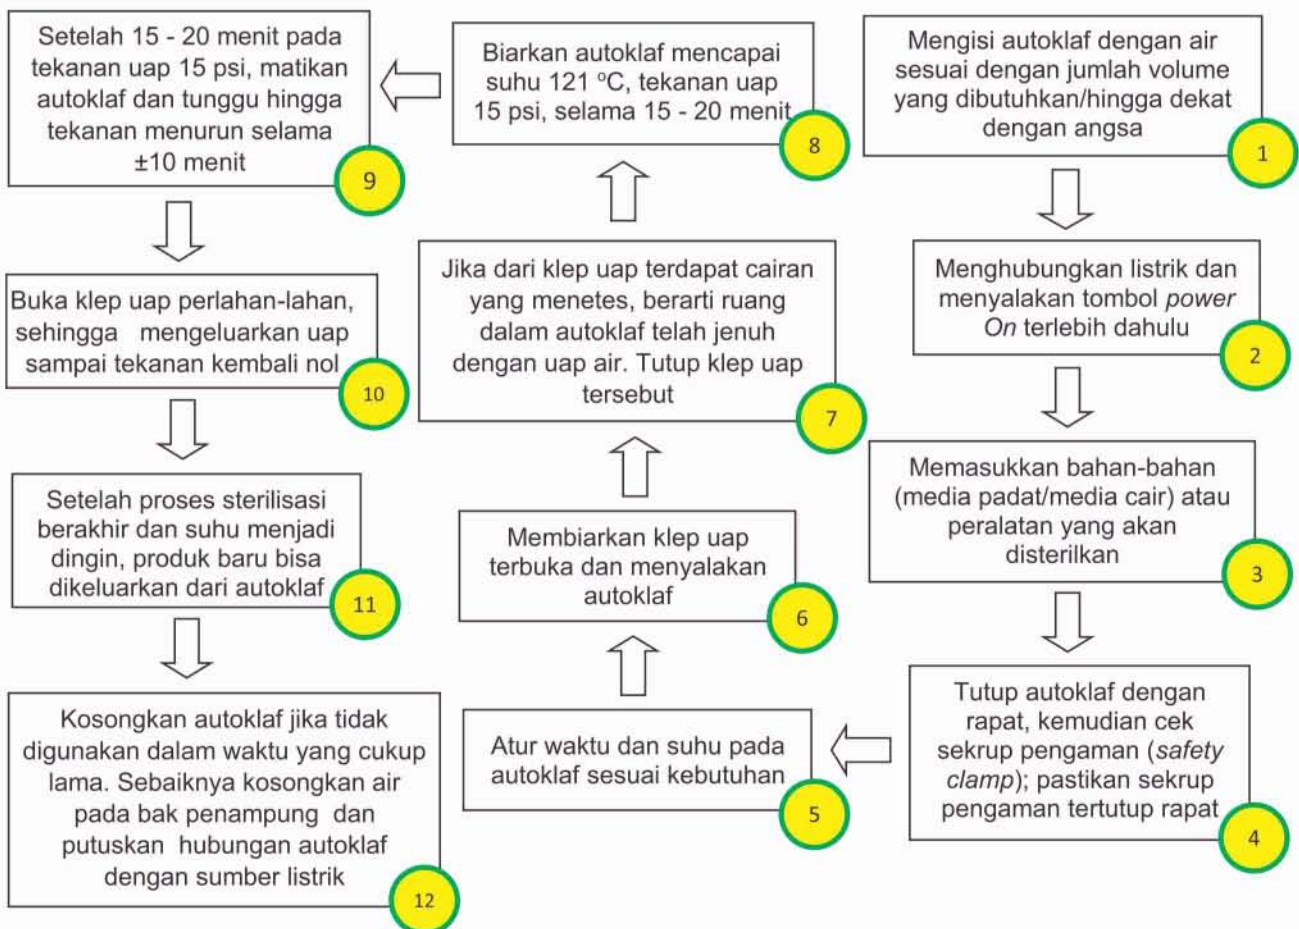 Mengisi autoklaf dengan air
sesuai dengan jumlah volume
yang dibutuhkan/hingga dekat
dengan angsa
1
Menghubungkan listrik dan
menyalakan tombol power
On terlebih dahulu
2
Memasukkan bahan-bahan
(media padat/media cair) atau
peralatan yang akan
disterilkan
3
Tutup autoklaf dengan
rapat, kemudian cek
sekrup pengaman (safety
clamp); pastikan sekrup
pengaman tertutup rapat
4
Atur waktu dan suhu pada
autoklaf sesuai kebutuhan
5
Membiarkan klep uap
terbuka dan menyalakan
autoklaf
6
Jika dari klep uap terdapat cairan
yang menetes, berarti ruang
dalam autoklaf telah jenuh
dengan uap air. Tutup klep uap
tersebut
7
Biarkan autoklaf mencapai
suhu 121 ºC, tekanan uap
15 psi, selama 15 - 20 menit
8
Setelah 15 - 20 menit pada
tekanan uap 15 psi, matikan
autoklaf dan tunggu hingga
tekanan menurun selama
±10 menit
9
Buka klep uap perlahan-lahan,
sehingga mengeluarkan uap
sampai tekanan kembali nol
10
Setelah proses sterilisasi
berakhir dan suhu menjadi
dingin, produk baru bisa
dikeluarkan dari autoklaf
11
Kosongkan autoklaf jika tidak
digunakan dalam waktu yang cukup
lama. Sebaiknya kosongkan air
pada bak penampung dan
putuskan hubungan autoklaf
dengan sumber listrik
12